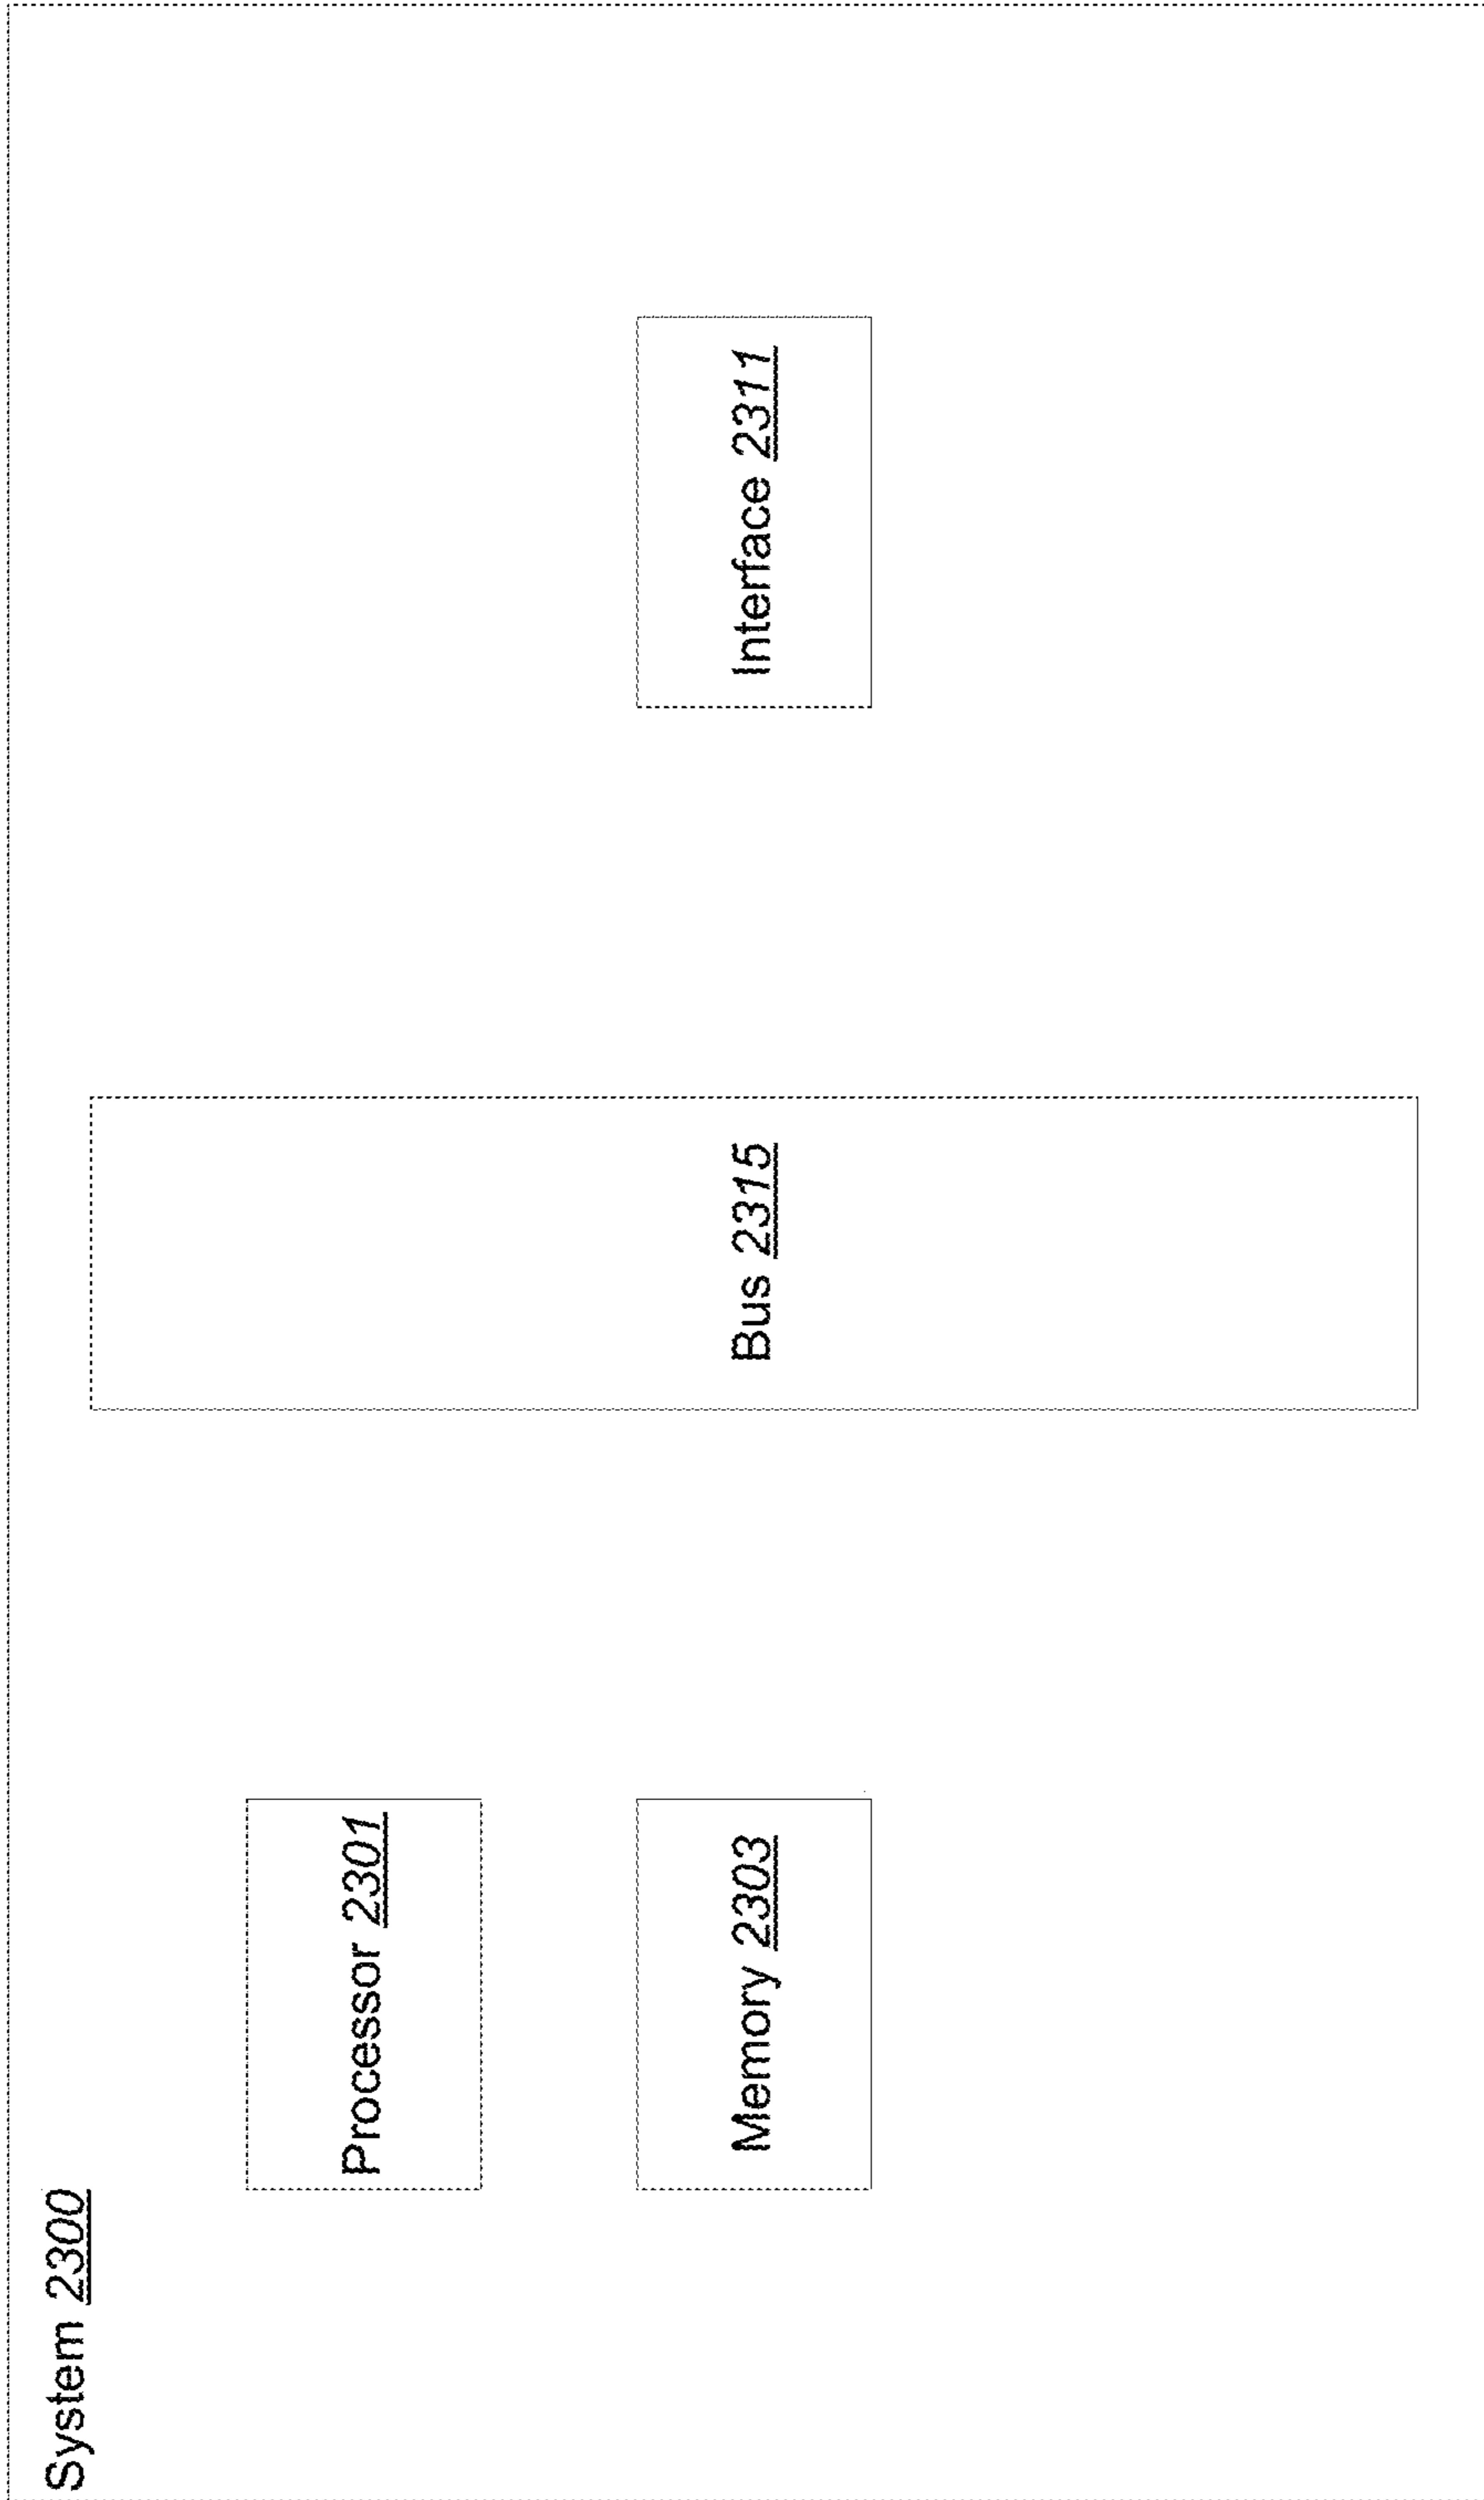 System 2300
Processor 2301
Memory 2303
Bus 2315
Interface 2311